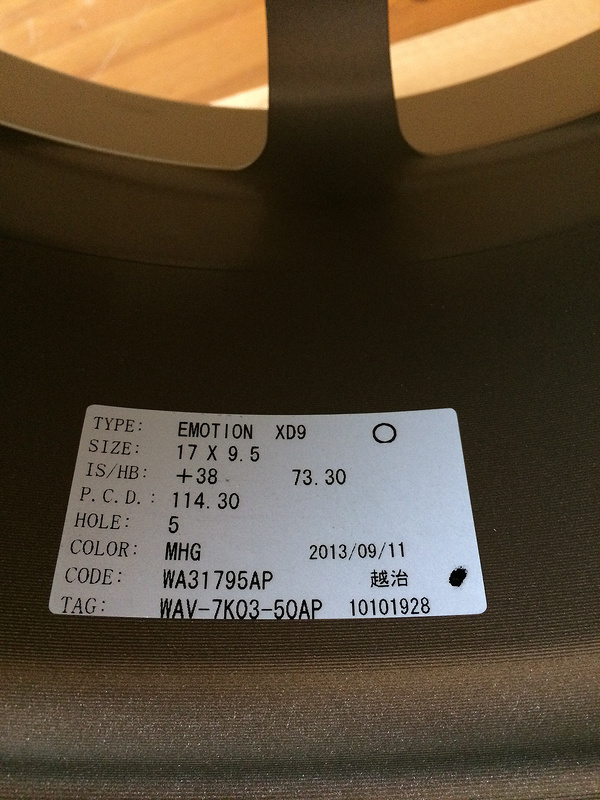 TYPE: EMOTION XD9 ○
SIZE: 17 X 9.5
IS/HB: +38 73.30
P.C.D.: 114.30
HOLE: 5
COLOR: MHG 2013/09/11
CODE: WA31795AP 越治
TAG: WAV-7K03-50AP 10101928